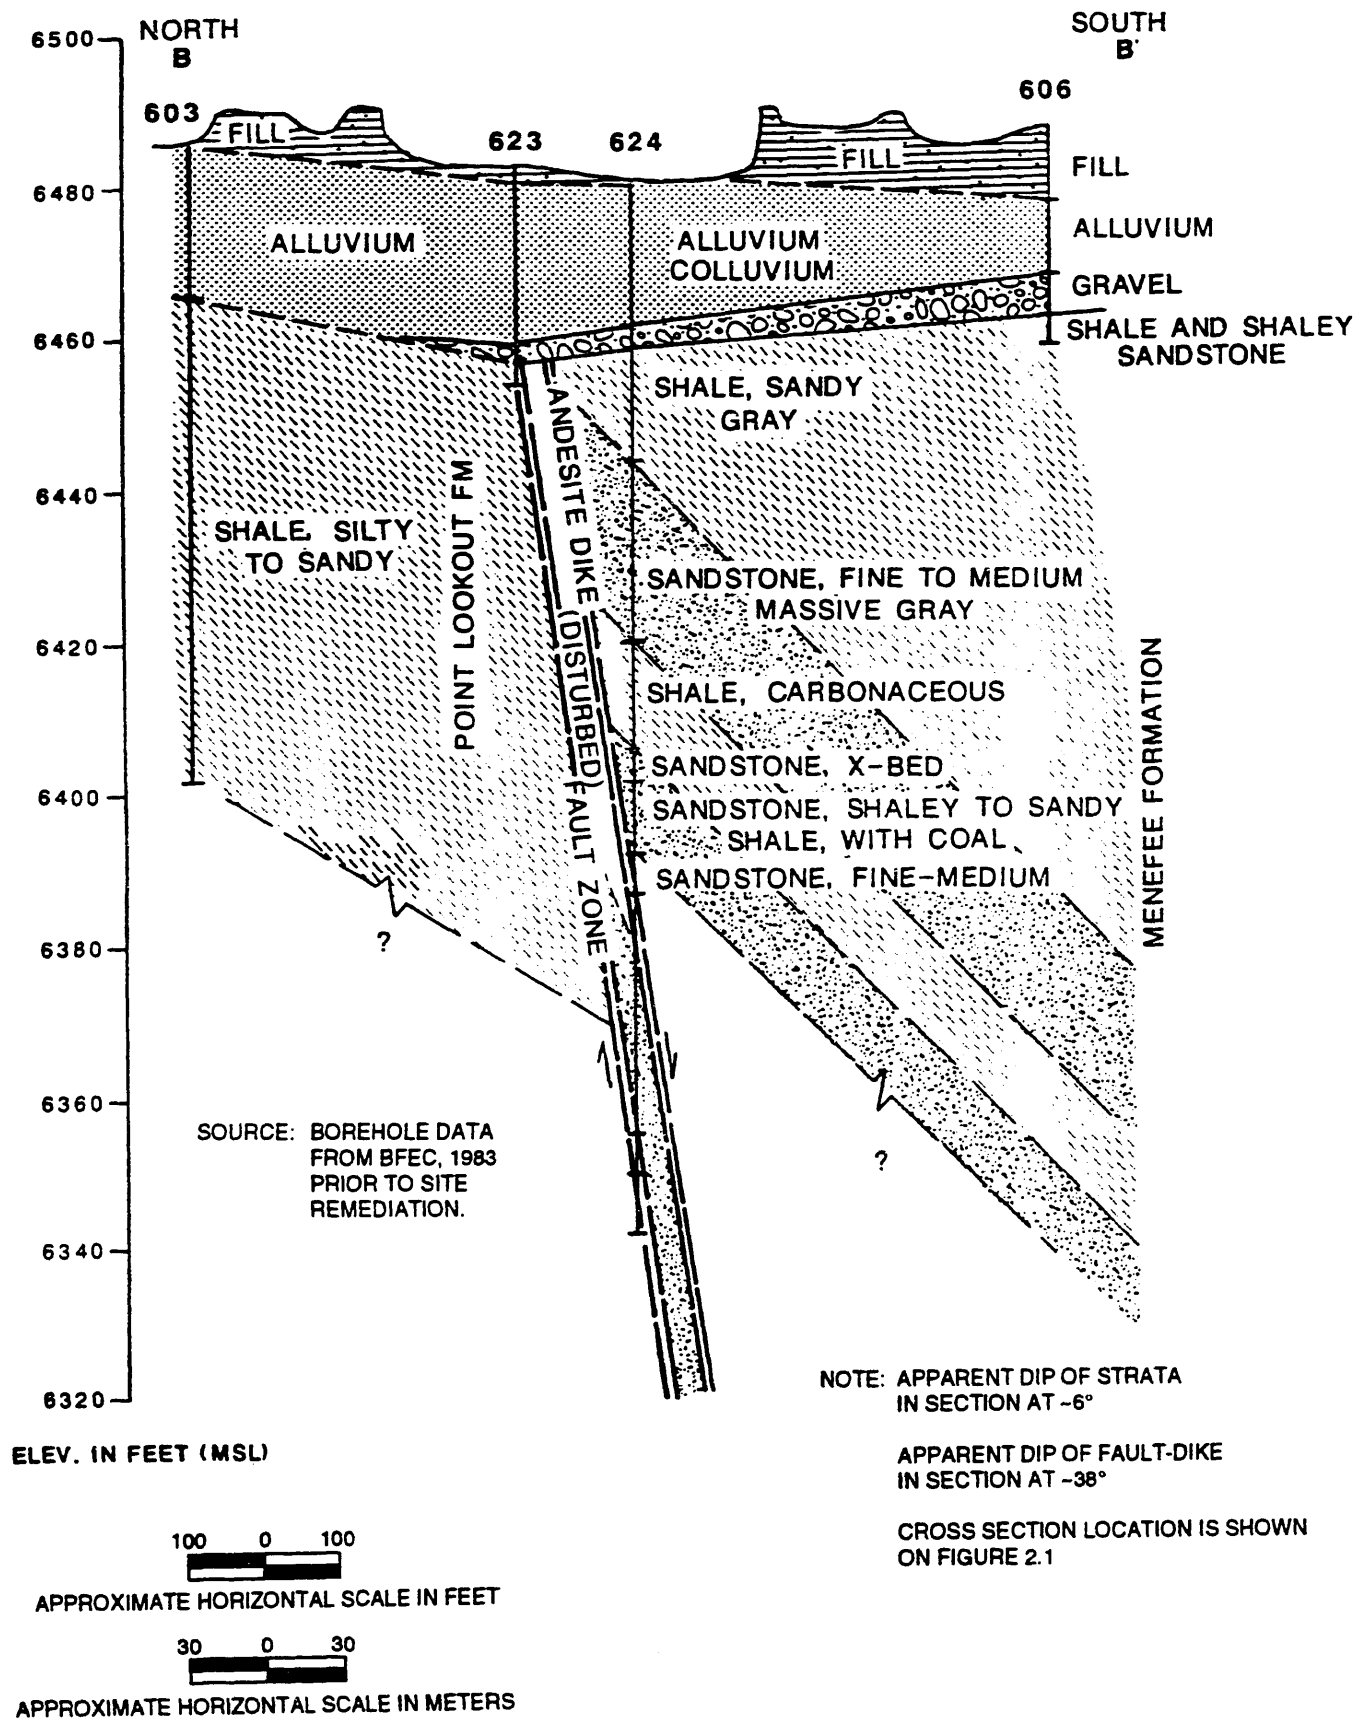 NORTH
B
SOUTH
B'
6500
6480
6460
6440
6420
6400
6380
6360
6340
6320
ELEV. IN FEET (MSL)
603
623
624
606
FILL
FILL
FILL
ALLUVIUM
ALLUVIUM
COLLUVIUM
ALLUVIUM
GRAVEL
SHALE AND SHALEY
SANDSTONE
SHALE, SANDY
GRAY
SHALE, SILTY
TO SANDY
POINT LOOKOUT FM
ANDESITE DIKE (DISTURBED) FAULT ZONE
SANDSTONE, FINE TO MEDIUM
MASSIVE GRAY
SHALE, CARBONACEOUS
SANDSTONE, X-BED
SANDSTONE, SHALEY TO SANDY
SHALE, WITH COAL
SANDSTONE, FINE-MEDIUM
MENEFEE FORMATION
?
?
SOURCE: BOREHOLE DATA
FROM BFEC, 1983
PRIOR TO SITE
REMEDIATION.
NOTE: APPARENT DIP OF STRATA
IN SECTION AT ~6°
APPARENT DIP OF FAULT-DIKE
IN SECTION AT ~38°
CROSS SECTION LOCATION IS SHOWN
ON FIGURE 2.1
100 0 100
APPROXIMATE HORIZONTAL SCALE IN FEET
30 0 30
APPROXIMATE HORIZONTAL SCALE IN METERS